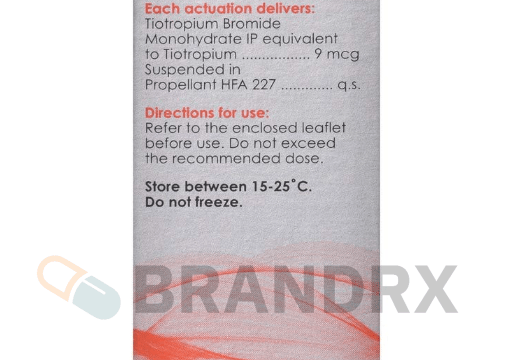 Each actuation delivers:
Tiotropium Bromide
Monohydrate IP equivalent
to Tiotropium ................. 9 mcg
Suspended in
Propellant HFA 227 ............. q.s.
Directions for use:
Refer to the enclosed leaflet
before use. Do not exceed
the recommended dose.
Store between 15-25˚C.
Do not freeze.
BRANDRX